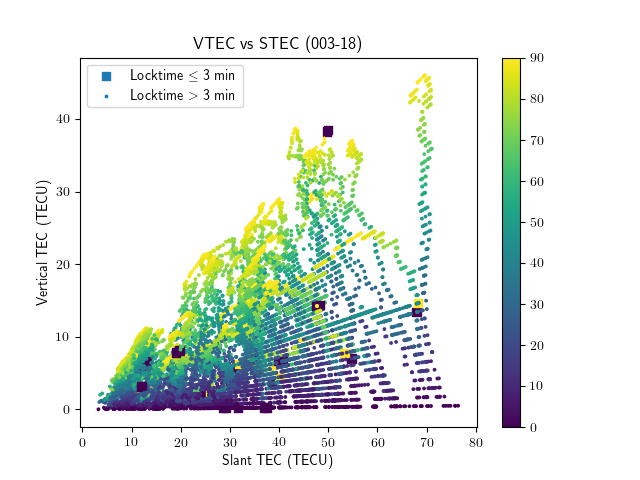 VTEC vs STEC (003-18)
Locktime ≤ 3 min
Locktime > 3 min
Vertical TEC (TECU)
40
30
20
10
0
0 10 20 30 40 50 60 70 80
Slant TEC (TECU)
90
80
70
60
50
40
30
20
10
0